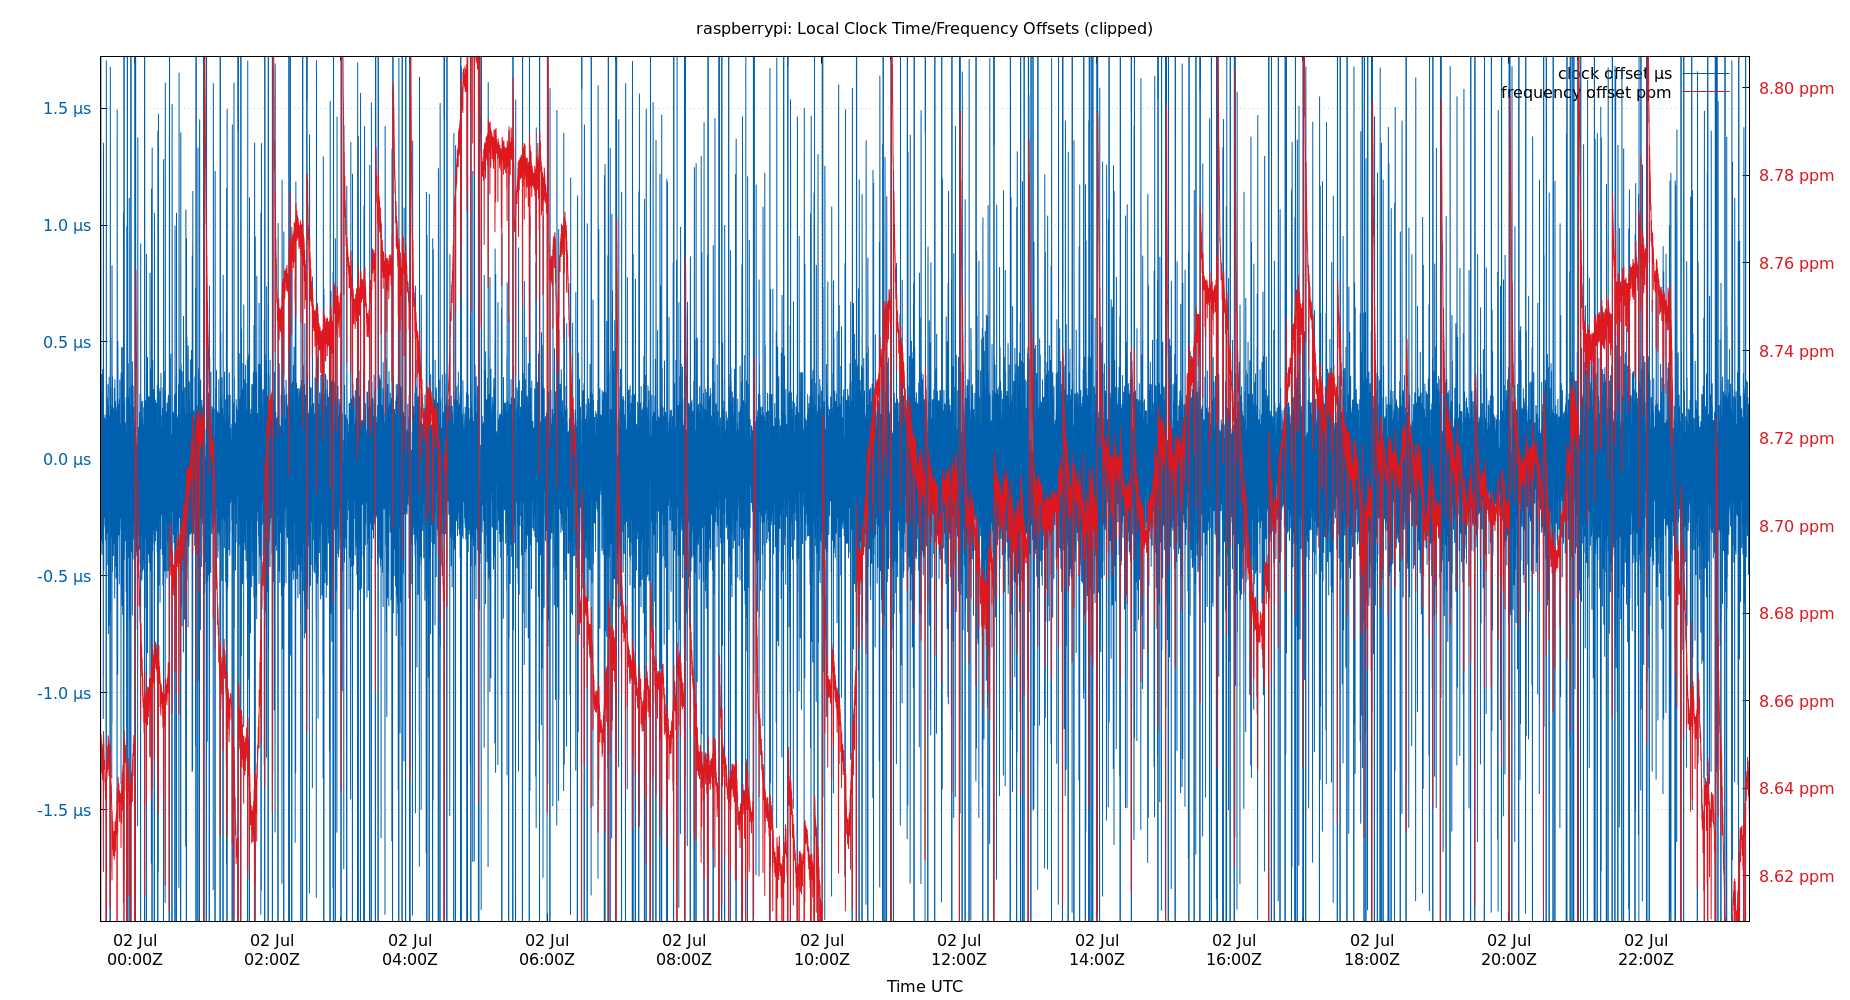 raspberrypi: Local Clock Time/Frequency Offsets (clipped)
clock offset µs
frequency offset ppm
1.5 µs
1.0 µs
0.5 µs
0.0 µs
-0.5 µs
-1.0 µs
-1.5 µs
8.80 ppm
8.78 ppm
8.76 ppm
8.74 ppm
8.72 ppm
8.70 ppm
8.68 ppm
8.66 ppm
8.64 ppm
8.62 ppm
02 Jul 02 Jul 02 Jul 02 Jul 02 Jul 02 Jul 02 Jul 02 Jul 02 Jul 02 Jul 02 Jul 02 Jul
00:00Z 02:00Z 04:00Z 06:00Z 08:00Z 10:00Z 12:00Z 14:00Z 16:00Z 18:00Z 20:00Z 22:00Z
Time UTC